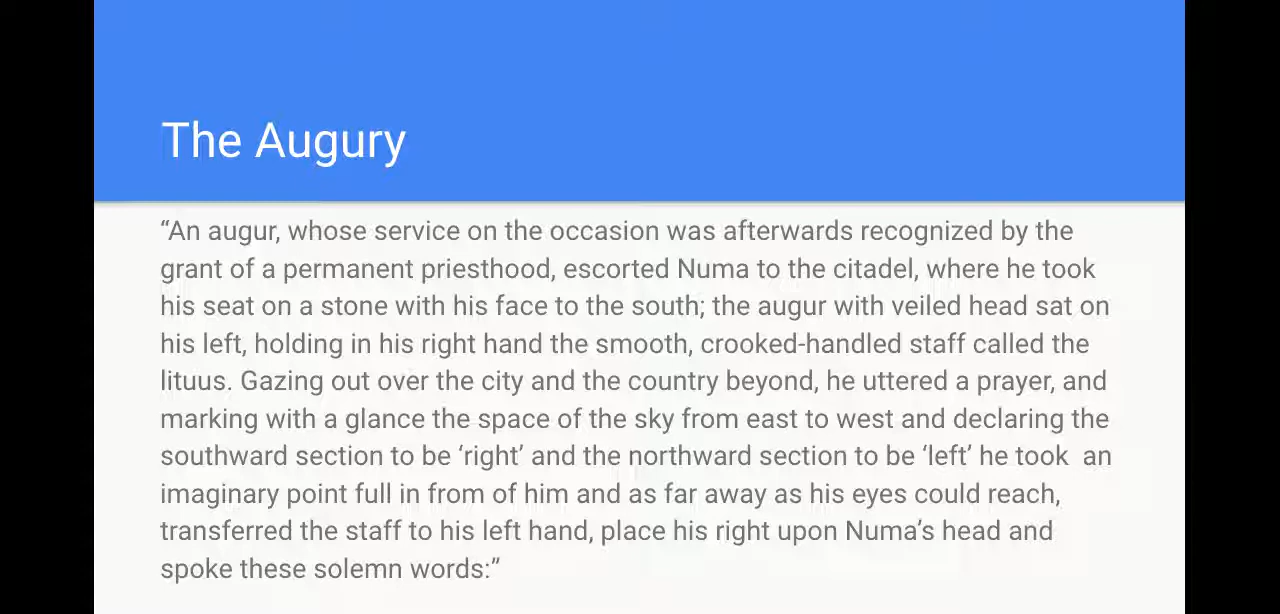 The Augury
“An augur, whose service on the occasion was afterwards recognized by the
grant of a permanent priesthood, escorted Numa to the citadel, where he took
his seat on a stone with his face to the south; the augur with veiled head sat on
his left, holding in his right hand the smooth, crooked-handled staff called the
lituus. Gazing out over the city and the country beyond, he uttered a prayer, and
marking with a glance the space of the sky from east to west and declaring the
southward section to be ‘right’ and the northward section to be ‘left’ he took  an
imaginary point full in from of him and as far away as his eyes could reach,
transferred the staff to his left hand, place his right upon Numa’s head and
spoke these solemn words:”